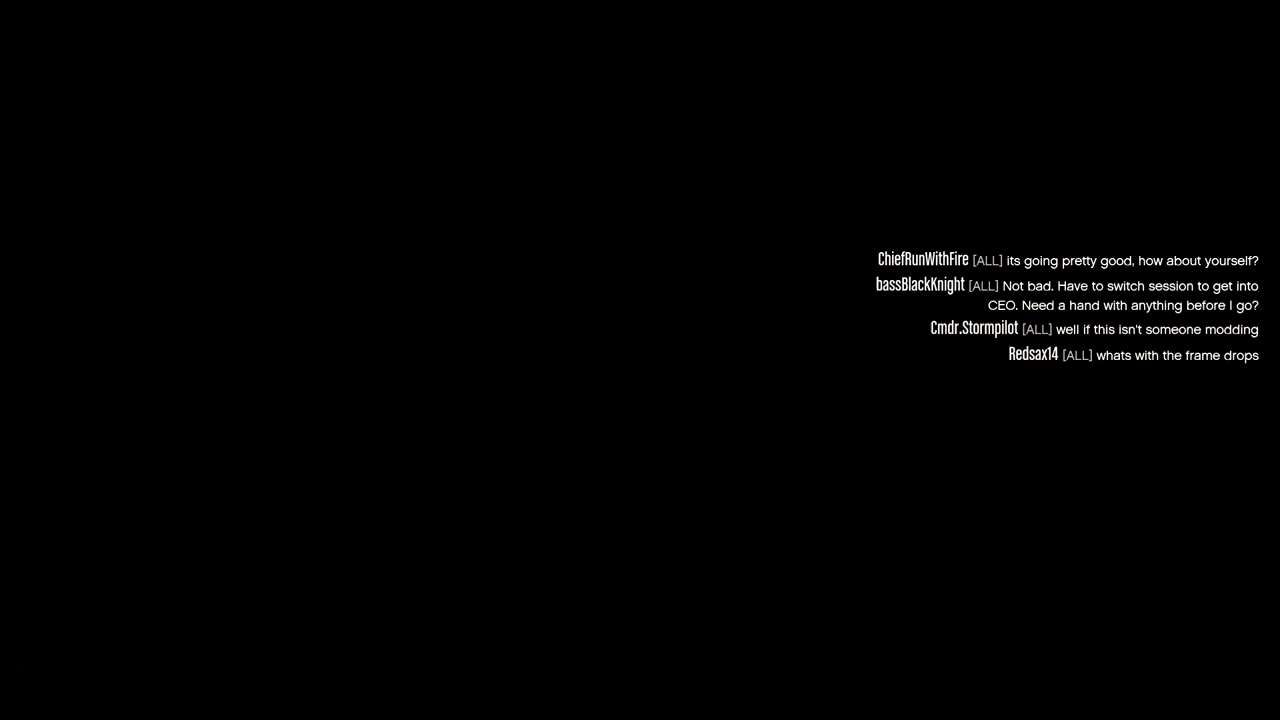 ChiefRunWithFire [ALL] its going pretty good, how about yourself?
bassBlackKnight [ALL] Not bad. Have to switch session to get into
CEO. Need a hand with anything before I go?
Cmdr.Stormpilot [ALL] well if this isn't someone modding
Redsax14 [ALL] whats with the frame drops